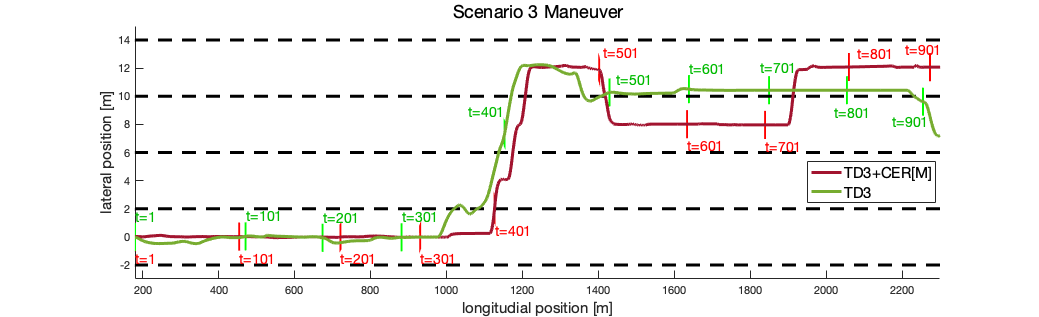 Scenario 3 Maneuver
lateral position [m]
14
12
10
8
6
4
2
0
-2
t=501
t=801
t=901
t=501
t=601
t=701
t=401
t=801
t=901
t=601
t=701
TD3+CER[M]
TD3
t=1
t=101
t=201
t=301
t=401
t=1
t=101
t=201
t=301
200
400
600
800
1000
1200
1400
1600
1800
2000
2200
longitudial position [m]